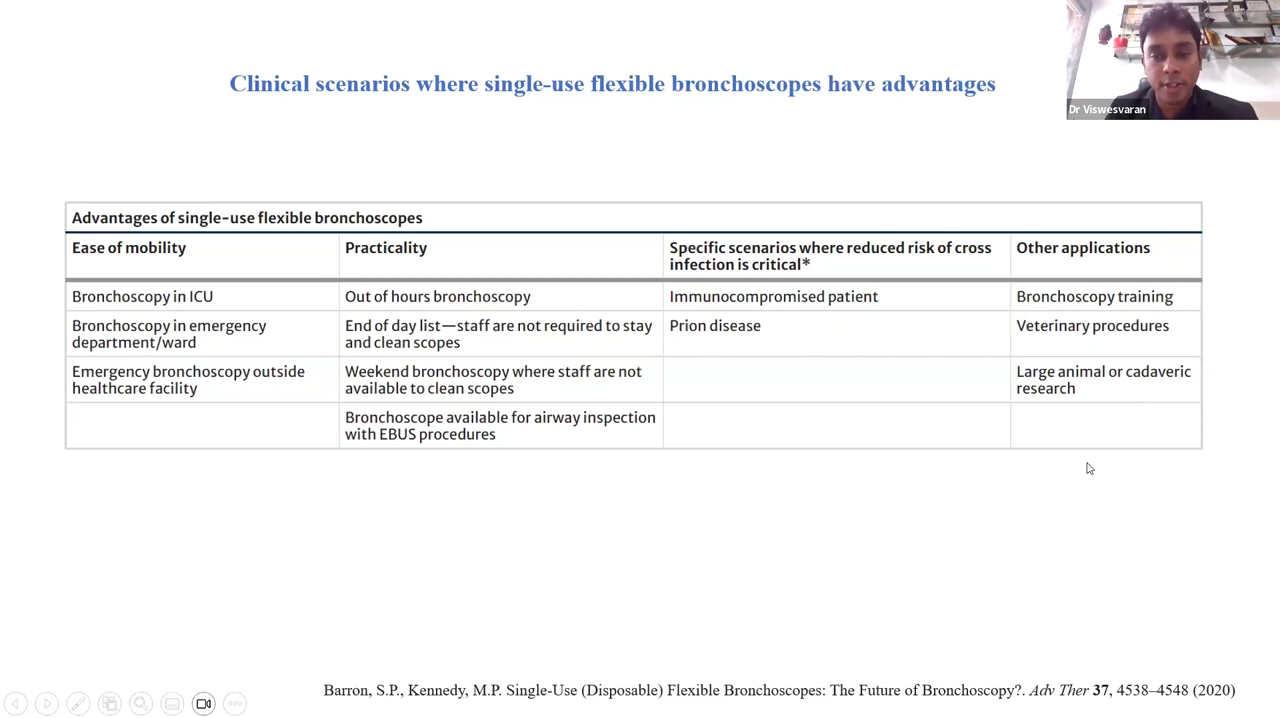 Clinical scenarios where single-use flexible bronchoscopes have advantages
Dr Viswesvaran
Advantages of single-use flexible bronchoscopes
Ease of mobility
Practicality
Specific scenarios where reduced risk of cross
infection is critical*
Other applications
Bronchoscopy in ICU
Out of hours bronchoscopy
Immunocompromised patient
Bronchoscopy training
Bronchoscopy in emergency
department/ward
End of day list—staff are not required to stay
and clean scopes
Prion disease
Veterinary procedures
Emergency bronchoscopy outside
healthcare facility
Weekend bronchoscopy where staff are not
available to clean scopes
Large animal or cadaveric
research
Bronchoscope available for airway inspection
with EBUS procedures
Barron, S.P., Kennedy, M.P. Single-Use (Disposable) Flexible Bronchoscopes: The Future of Bronchoscopy?. Adv Ther 37, 4538–4548 (2020)